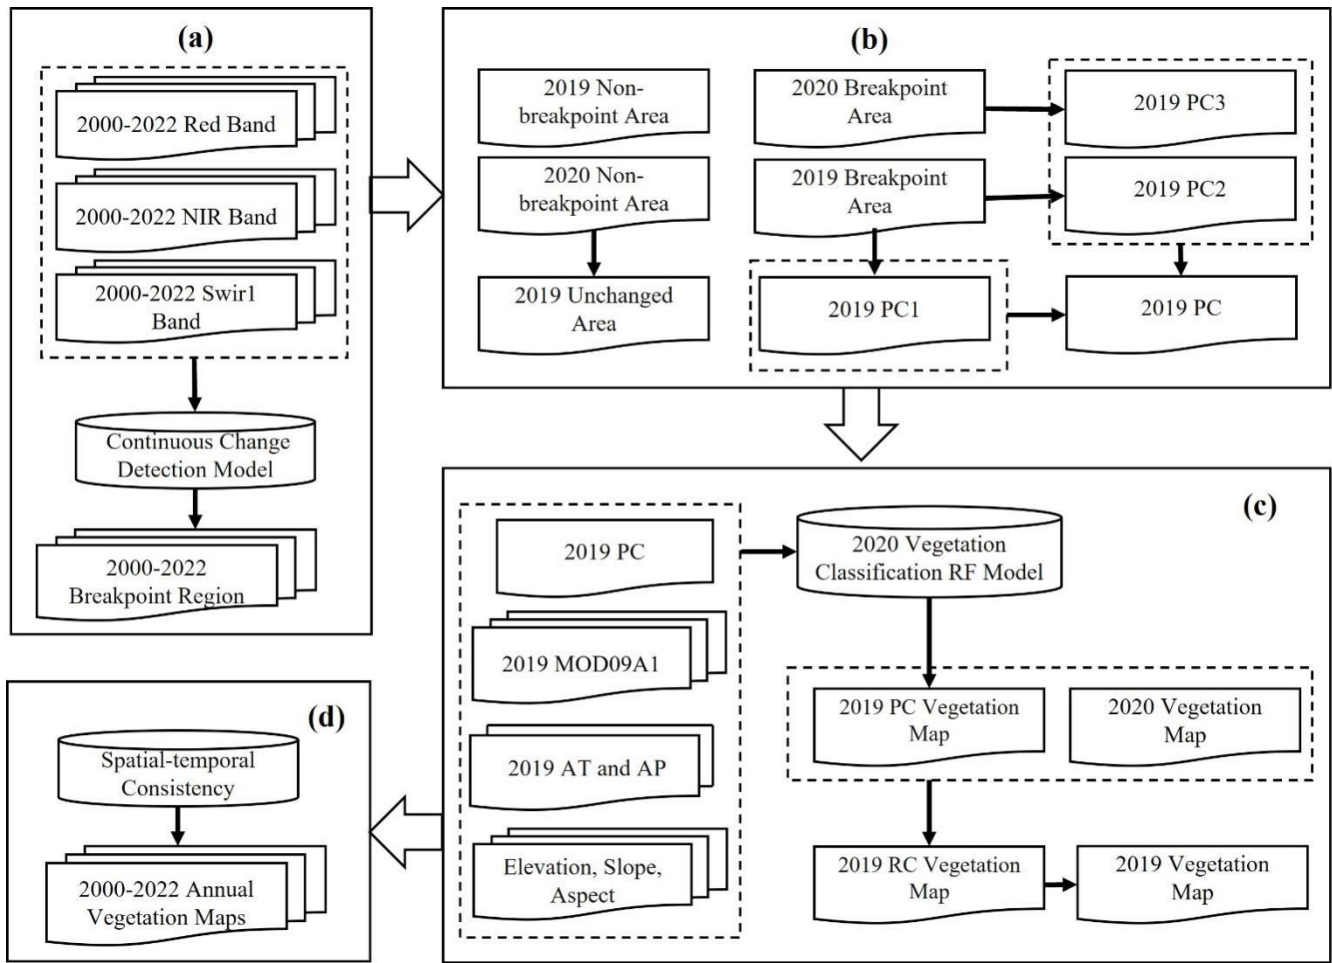 (a)
2000-2022 Red Band
2000-2022 NIR Band
2000-2022 Swir1
Band
Continuous Change
Detection Model
2000-2022
Breakpoint Region
(b)
2019 Non-
breakpoint Area
2020 Breakpoint
Area
2019 PC3
2020 Non-
breakpoint Area
2019 Breakpoint
Area
2019 PC2
2019 Unchanged
Area
2019 PC1
2019 PC
(c)
2019 PC
2019 MOD09A1
2019 AT and AP
Elevation, Slope,
Aspect
2020 Vegetation
Classification RF Model
2019 PC Vegetation
Map
2020 Vegetation
Map
2019 RC Vegetation
Map
2019 Vegetation
Map
(d)
Spatial-temporal
Consistency
2000-2022 Annual
Vegetation Maps